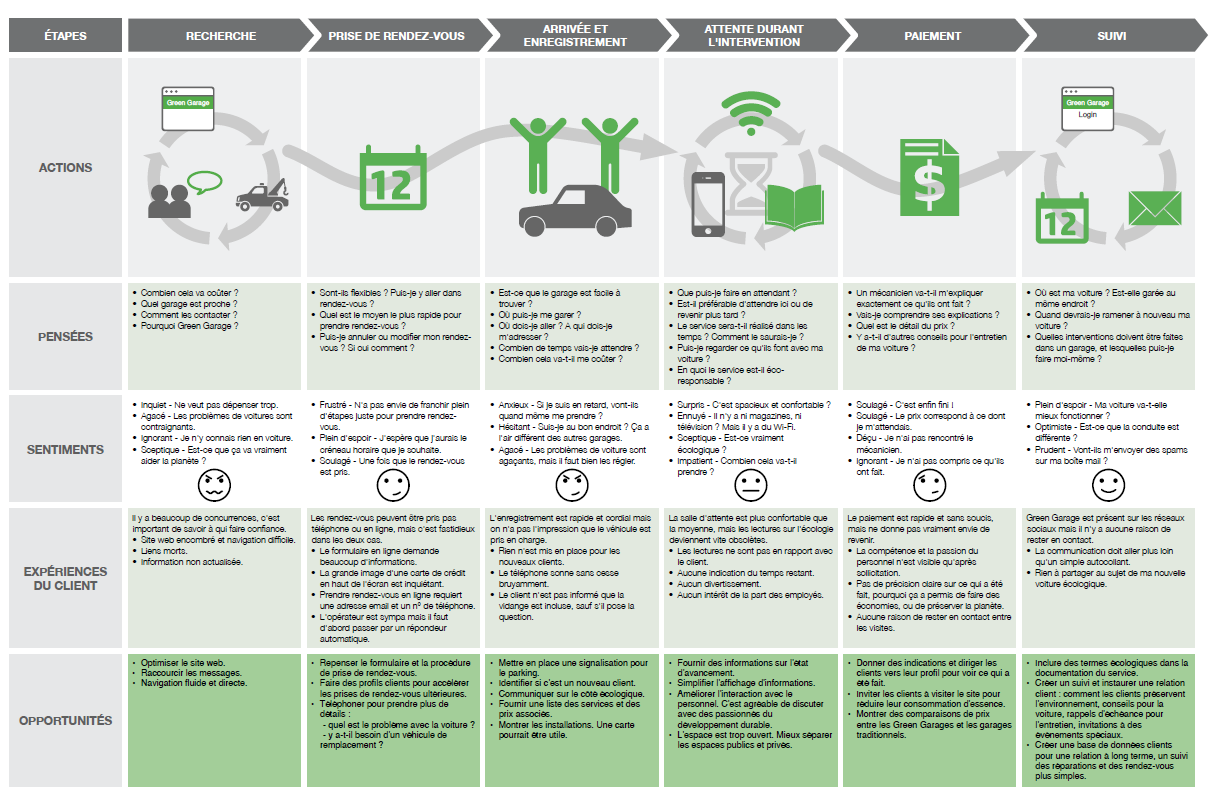 ÉTAPES
RECHERCHE
PRISE DE RENDEZ-VOUS
ARRIVÉE ET
ENREGISTREMENT
ATTENTE DURANT
L'INTERVENTION
PAIEMENT
SUIVI
ACTIONS
Green Garage
12
$
Green Garage
Login
12
PENSÉES
• Combien cela va coûter ?
• Quel garage est proche ?
• Comment les contacter ?
• Pourquoi Green Garage ?
• Sont-ils flexibles ? Puis-je y aller dans
rendez-vous ?
• Quel est le moyen le plus rapide pour
prendre rendez-vous ?
• Puis-je annuler ou modifier mon rendez-
vous ? Si oui comment ?
• Est-ce que le garage est facile à
trouver ?
• Où puis-je me garer ?
• Où dois-je aller ? A qui dois-je
m'adresser ?
• Combien de temps vais-je attendre ?
• Combien cela va-t-il me coûter ?
• Que puis-je faire en attendant ?
• Est-il préférable d'attendre ici ou de
revenir plus tard ?
• Le service sera-t-il réalisé dans les
temps ? Comment le saurais-je ?
• Puis-je regarder ce qu'ils font avec ma
voiture ?
• En quoi le service est-il éco-
responsable ?
• Un mécanicien va-t-il m'expliquer
exactement ce qu'ils ont fait ?
• Vais-je comprendre ses explications ?
• Quel est le détail du prix ?
• Y a-t-il d'autres conseils pour l'entretien
de ma voiture ?
• Où est ma voiture ? Est-elle garée au
même endroit ?
• Quand devrais-je ramener à nouveau ma
voiture ?
• Quelles interventions doivent être faites
dans un garage, et lesquelles puis-je
faire moi-même ?
SENTIMENTS
• Inquiet - Ne veut pas dépenser trop.
• Agacé - Les problèmes de voitures sont
contraignants.
• Ignorant - Je n'y connais rien en voiture.
• Sceptique - Est-ce que ça va vraiment
aider la planète ?
• Frustré - N'a pas envie de franchir plein
d'étapes juste pour prendre rendez-
vous.
• Plein d'espoir - J'espère que j'aurais le
créneau horaire que je souhaite.
• Soulagé - Une fois que le rendez-vous
est pris.
• Anxieux - Si je suis en retard, vont-ils
quand même me prendre ?
• Hésitant - Suis-je au bon endroit ? Ça a
l'air différent des autres garages.
• Agacé - Les problèmes de voiture sont
agaçants, mais il faut bien les régler.
• Surpris - C'est spacieux et confortable ?
• Ennuyé - Il n'y a ni magazines, ni
télévision ? Mais il y a du Wi-Fi.
• Sceptique - Est-ce vraiment
écologique ?
• Impatient - Combien cela va-t-il
prendre ?
• Soulagé - C'est enfin fini !
• Soulagé - Le prix correspond à ce dont
je m'attendais.
• Déçu - Je n'ai pas rencontré le
mécanicien.
• Ignorant - Je n'ai pas compris ce qu'ils
ont fait.
• Plein d'espoir - Ma voiture va-t-elle
mieux fonctionner ?
• Optimiste - Est-ce que la conduite est
différente ?
• Prudent - Vont-ils m'envoyer des spams
sur ma boîte mail ?
EXPÉRIENCES
DU CLIENT
Il y a beaucoup de concurrences, c'est
important de savoir à qui faire confiance.
• Site web encombré et navigation difficile.
• Liens morts.
• Information non actualisée.
Les rendez-vous peuvent être pris pas
téléphone ou en ligne, mais c'est fastidieux
dans les deux cas.
• Le formulaire en ligne demande
beaucoup d'informations.
• La grande image d'une carte de crédit
en haut de l'écran est inquiétant.
• Prendre rendez-vous en ligne requiert
une adresse email et un n° de téléphone.
• L'opérateur est sympa mais il faut
d'abord passer par un répondeur
automatique.
L'enregistrement est rapide et cordial mais
on n'a pas l'impression que le véhicule est
pris en charge.
• Rien n'est mis en place pour les
nouveaux clients.
• Le téléphone sonne sans cesse
bruyamment.
• Le client n'est pas informé que la
vidange est incluse, sauf s'il pose la
question.
La salle d'attente est plus confortable que
la moyenne, mais les lectures sur l'écologie
deviennent vite obsolètes.
• Les lectures ne sont pas en rapport avec
le client.
• Aucune indication du temps restant.
• Aucun divertissement.
• Aucun intérêt de la part des employés.
Le paiement est rapide et sans soucis,
mais ne donne pas vraiment envie de
revenir.
• La compétence et la passion du
personnel n'est visible qu'après
sollicitation.
• Pas de précision claire sur ce qui a été
fait, pourquoi ça a permis de faire des
économies, ou de préserver la planète.
• Aucune raison de rester en contact entre
les visites.
Green Garage est présent sur les réseaux
sociaux mais il n'y a aucune raison de
rester en contact.
• La communication doit aller plus loin
qu'un simple autocollant.
• Rien à partager au sujet de ma nouvelle
voiture écologique.
OPPORTUNITÉS
• Optimiser le site web.
• Raccourcir les messages.
• Navigation fluide et directe.
• Repenser le formulaire et la procédure
de prise de rendez-vous.
• Faire des profils clients pour accélérer
les prises de rendez-vous ultérieures.
• Téléphoner pour prendre plus de
détails :
- quel est le problème avec la voiture ?
- y a-t-il besoin d'un véhicule de
remplacement ?
• Mettre en place une signalisation pour
le parking.
• Identifier si c'est un nouveau client.
• Communiquer sur le côté écologique.
• Fournir une liste des services et des
prix associés.
• Montrer les installations. Une carte
pourrait être utile.
• Fournir des informations sur l'état
d'avancement.
• Simplifier l'affichage d'informations.
• Améliorer l'interaction avec le
personnel. C'est agréable de discuter
avec des passionnés du
développement durable.
• L'espace est trop ouvert. Mieux séparer
les espaces publics et privés.
• Donner des indications et diriger les
clients vers leur profil pour voir ce qui a
été fait.
• Inviter les clients à visiter le site pour
réduire leur consommation d'essence.
• Montrer des comparaisons de prix
entre les Green Garages et les garages
traditionnels.
• Inclure des termes écologiques dans la
documentation du service.
• Créer un suivi et instaurer une relation
client : comment les clients préservent
l'environnement, conseils pour la
voiture, rappels d'échéance pour
l'entretien, invitations à des
événements spéciaux.
• Créer une base de données clients
pour une relation à long terme, un suivi
des réparations et des rendez-vous
plus simples.